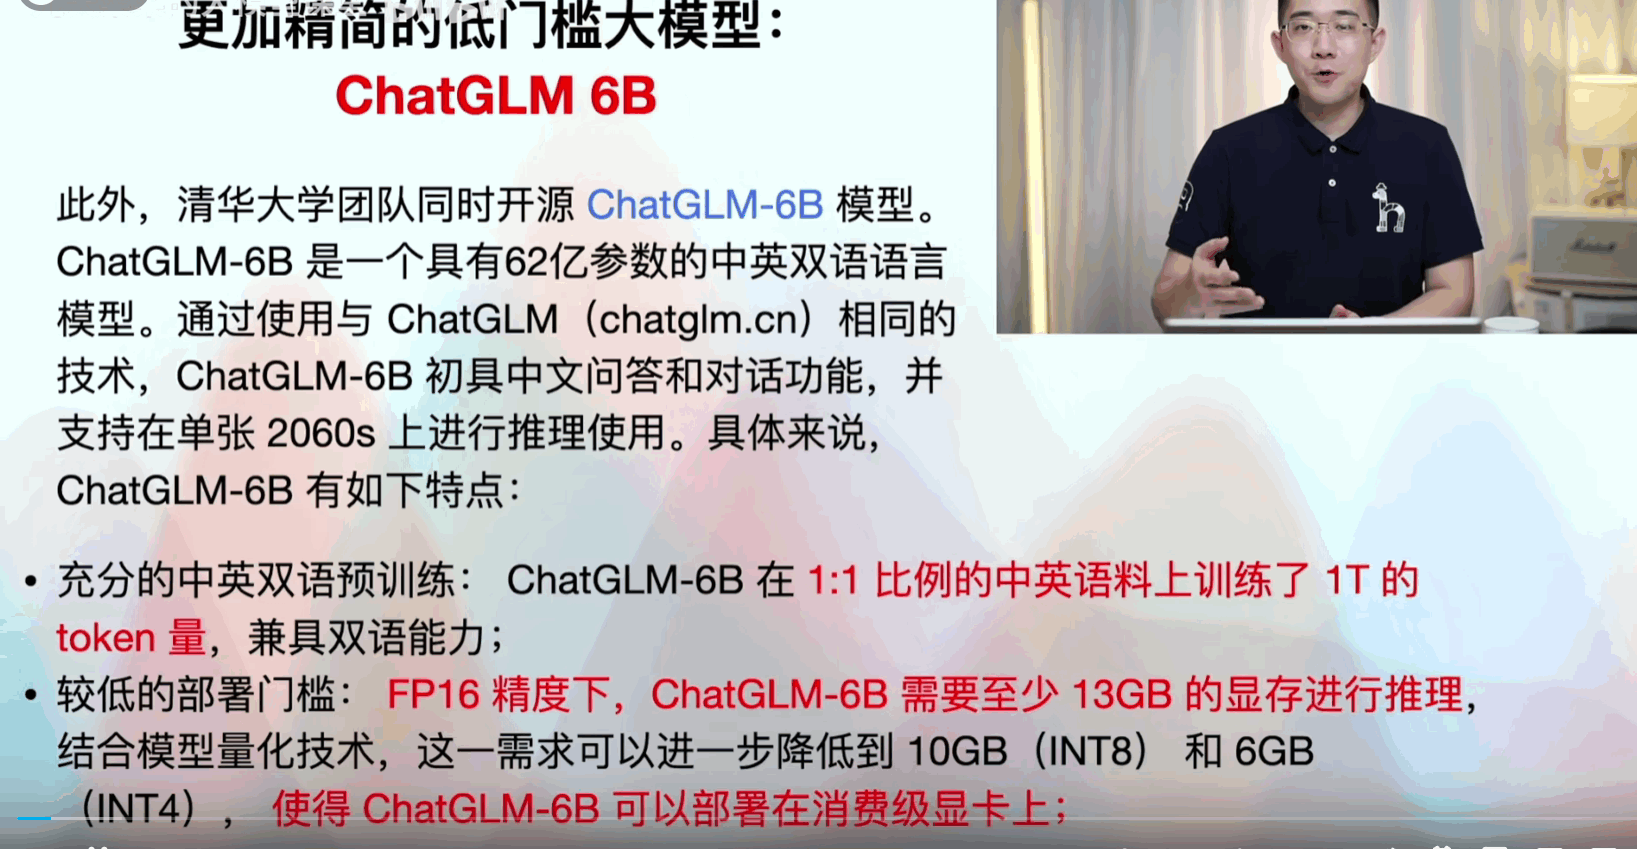 更加精简的低门槛大模型：
ChatGLM 6B
此外，清华大学团队同时开源 ChatGLM-6B 模型。
ChatGLM-6B 是一个具有62亿参数的中英双语语言
模型。通过使用与 ChatGLM（chatglm.cn）相同的
技术，ChatGLM-6B 初具中文问答和对话功能，并
支持在单张 2060s 上进行推理使用。具体来说，
ChatGLM-6B 有如下特点：
• 充分的中英双语预训练： ChatGLM-6B 在 1:1 比例的中英语料上训练了 1T 的
token 量，兼具双语能力；
• 较低的部署门槛： FP16 精度下，ChatGLM-6B 需要至少 13GB 的显存进行推理，
结合模型量化技术，这一需求可以进一步降低到 10GB（INT8） 和 6GB
（INT4）， 使得 ChatGLM-6B 可以部署在消费级显卡上；